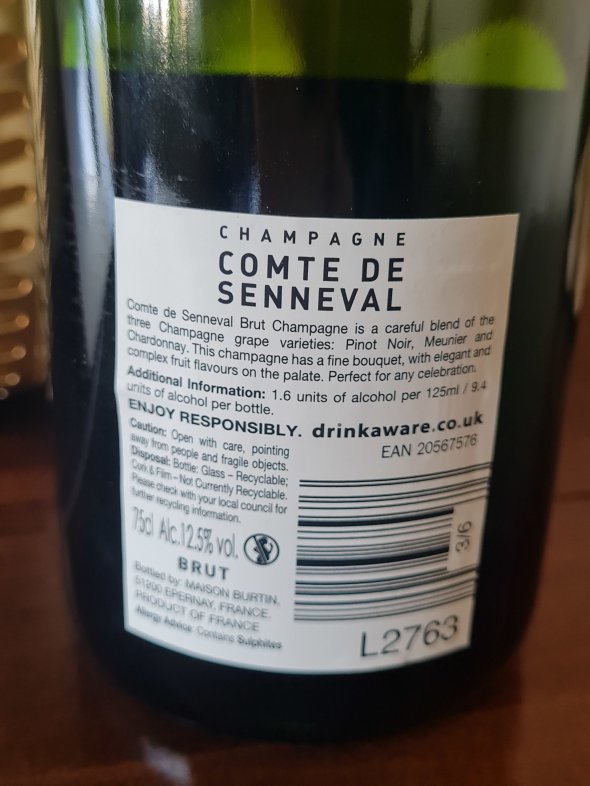 CHAMPAGNE
COMTE DE
SENNEVAL
Comte de Senneval Brut Champagne is a careful blend of the
three Champagne grape varieties: Pinot Noir, Meunier and
Chardonnay. This champagne has a fine bouquet, with elegant and
complex fruit flavours on the palate. Perfect for any celebration.
Additional Information: 1.6 units of alcohol per 125ml / 9.4
units of alcohol per bottle.
ENJOY RESPONSIBLY. drinkaware.co.uk
EAN 20567576
Caution: Open with care, pointing
away from people and fragile objects.
Disposal: Bottle: Glass – Recyclable;
Cork & Film – Not Currently Recyclable.
Please check with your local council for
further recycling information.
75cl Alc.12.5% vol.
BRUT
Bottled by: MAISON BURTIN,
51200 EPERNAY, FRANCE.
PRODUCT OF FRANCE
Allergy Advice: Contains Sulphites
3/6
L2763